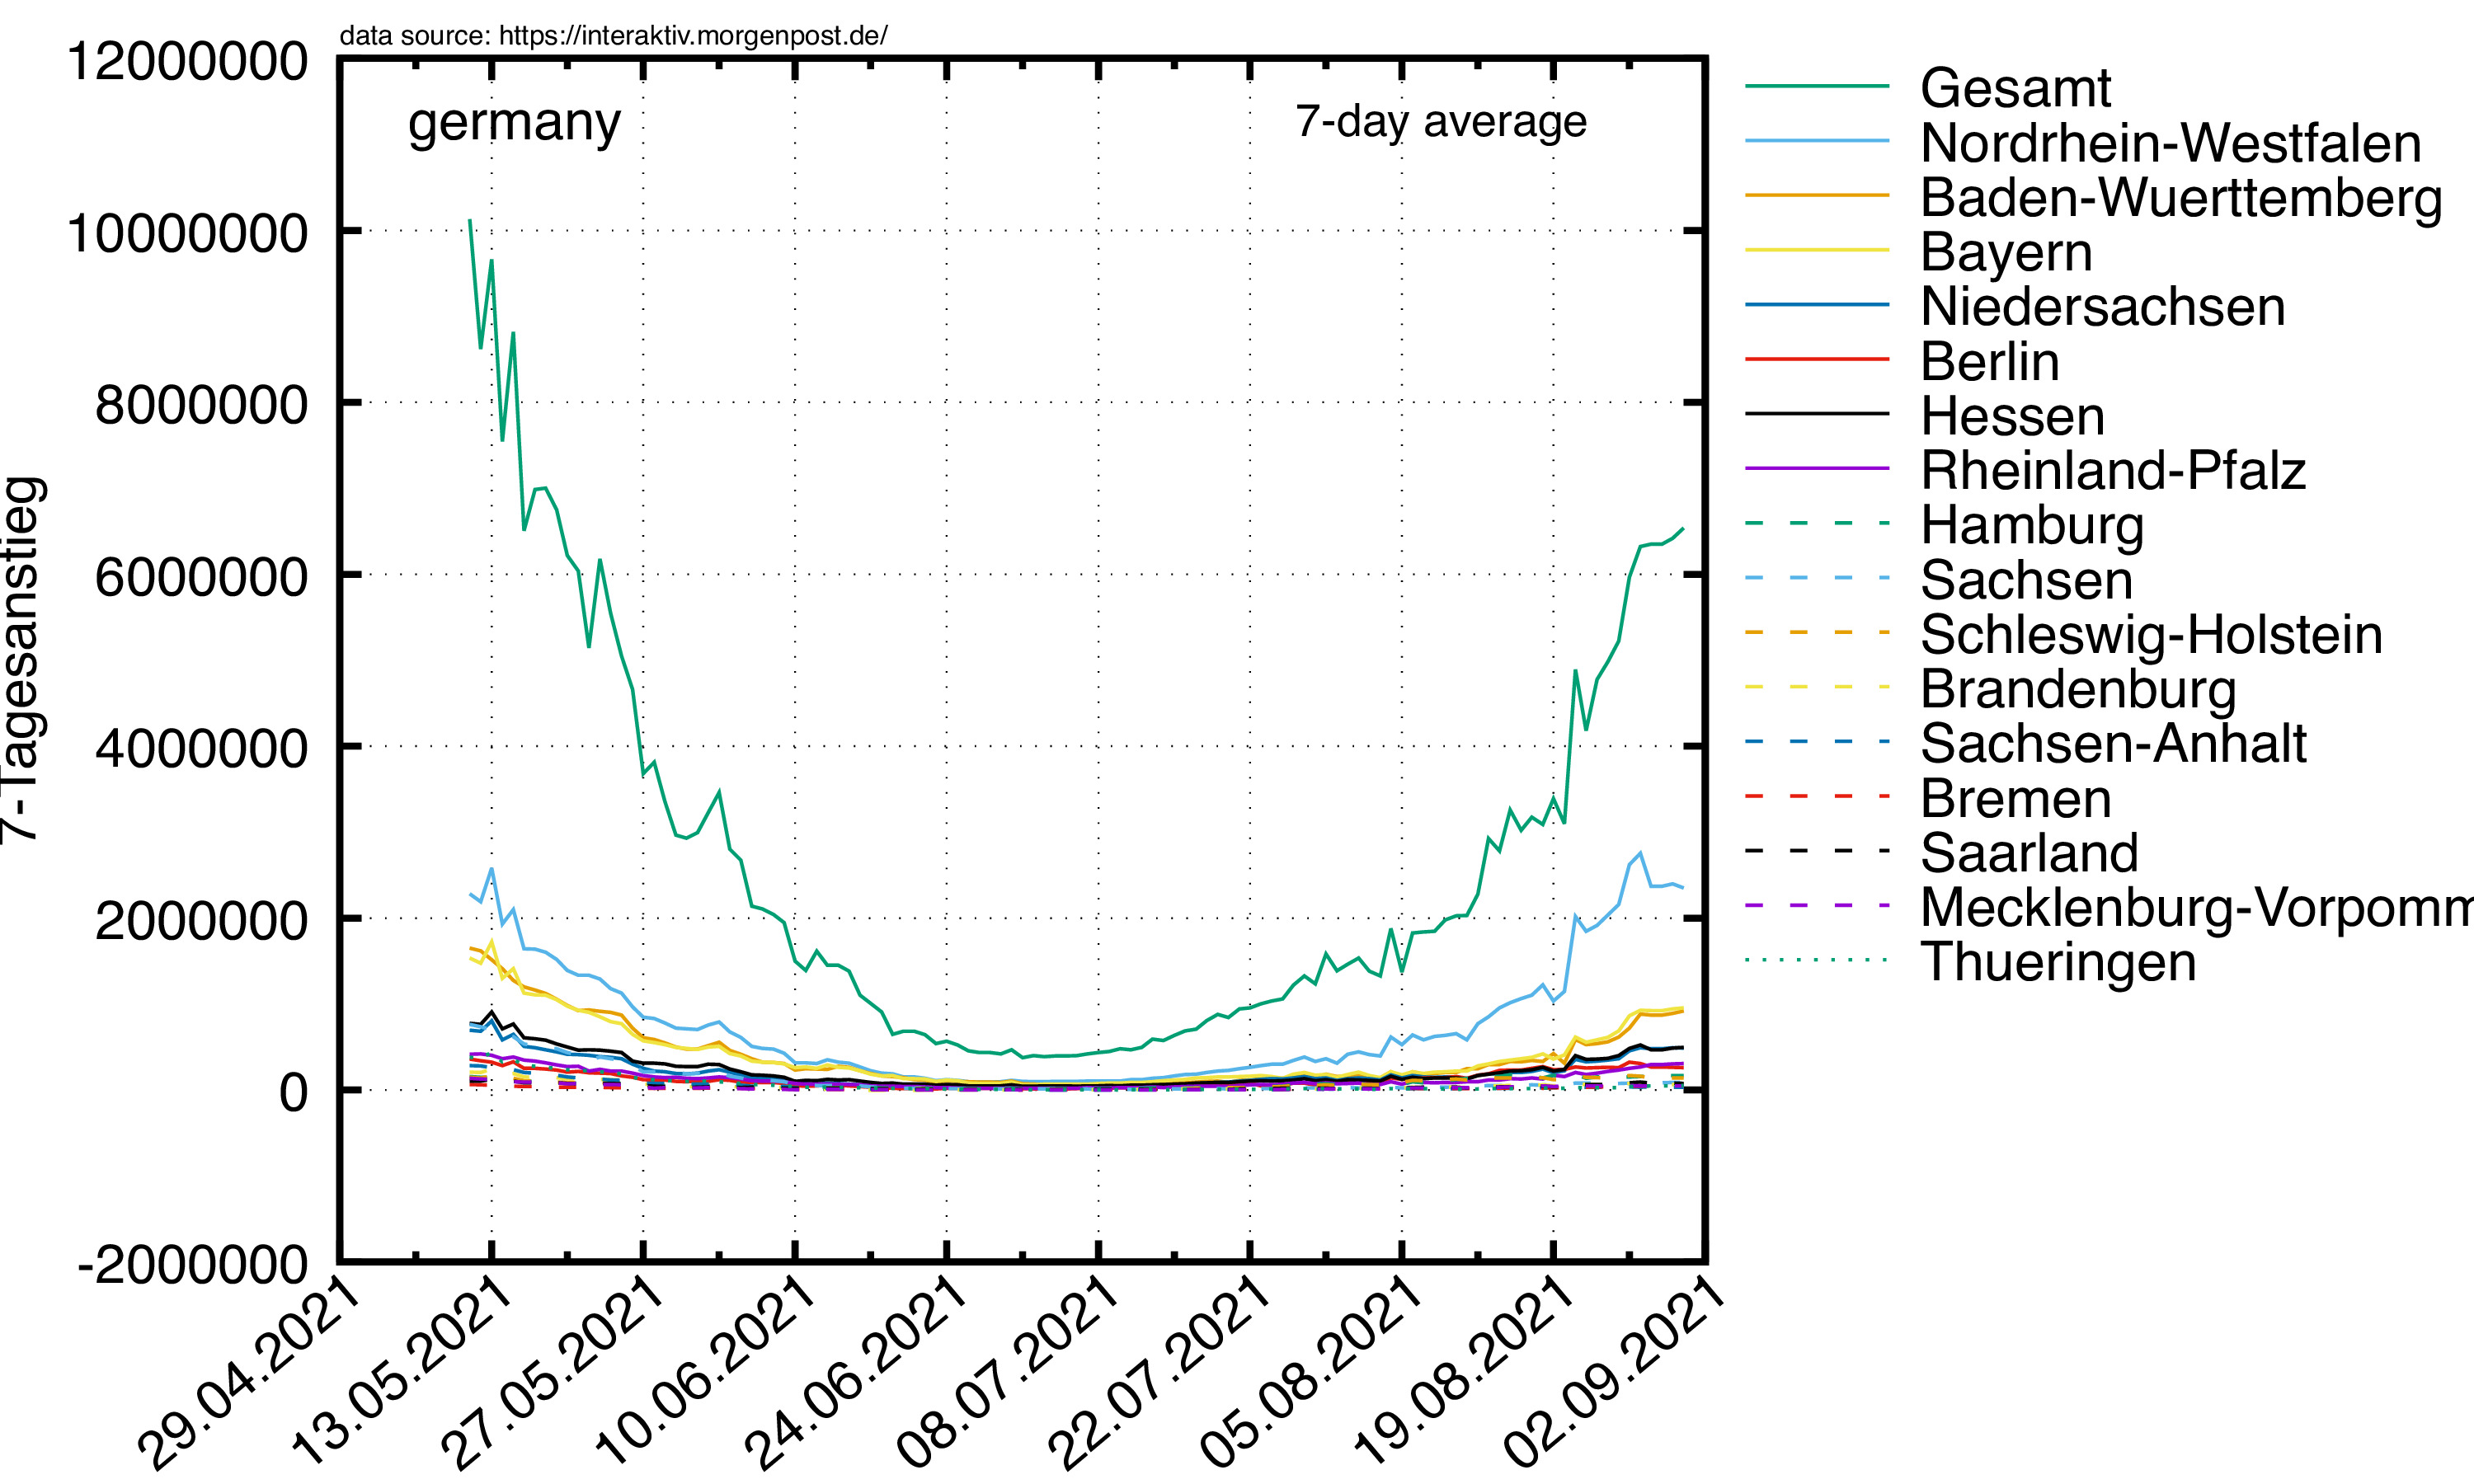 data source: https://interaktiv.morgenpost.de/
12000000
10000000
8000000
6000000
4000000
2000000
0
-2000000
7-Tagesanstieg
germany
7-day average
29.04.2021
13.05.2021
27.05.2021
10.06.2021
24.06.2021
08.07.2021
22.07.2021
05.08.2021
19.08.2021
02.09.2021
Gesamt
Nordrhein-Westfalen
Baden-Wuerttemberg
Bayern
Niedersachsen
Berlin
Hessen
Rheinland-Pfalz
Hamburg
Sachsen
Schleswig-Holstein
Brandenburg
Sachsen-Anhalt
Bremen
Saarland
Mecklenburg-Vorpomm
Thueringen